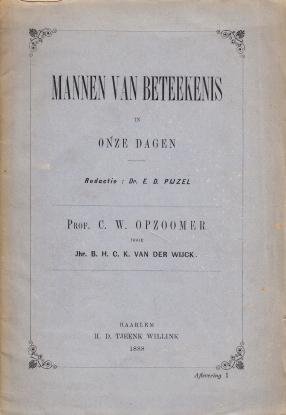 MANNEN VAN BETEEKENIS
IN
ONZE DAGEN
Redactie : Dr. E. D. PIJZEL
PROF. C. W. OPZOOMER
DOOR
Jhr. B. H. C. K. VAN DER WIJCK.
HAARLEM
H. D. TJEENK WILLINK
1888
Aflevering 1